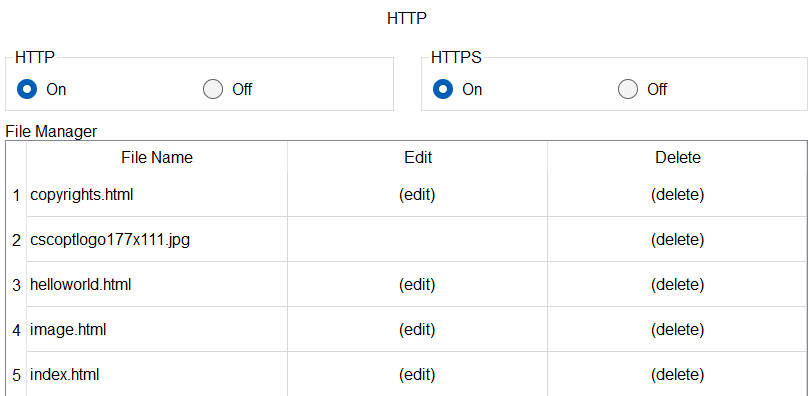 HTTP
HTTP HTTPS
On Off On Off
File Manager
File Name Edit Delete
1 copyrights.html (edit) (delete)
2 cscoptlogo177x111.jpg (delete)
3 helloworld.html (edit) (delete)
4 image.html (edit) (delete)
5 index.html (edit) (delete)